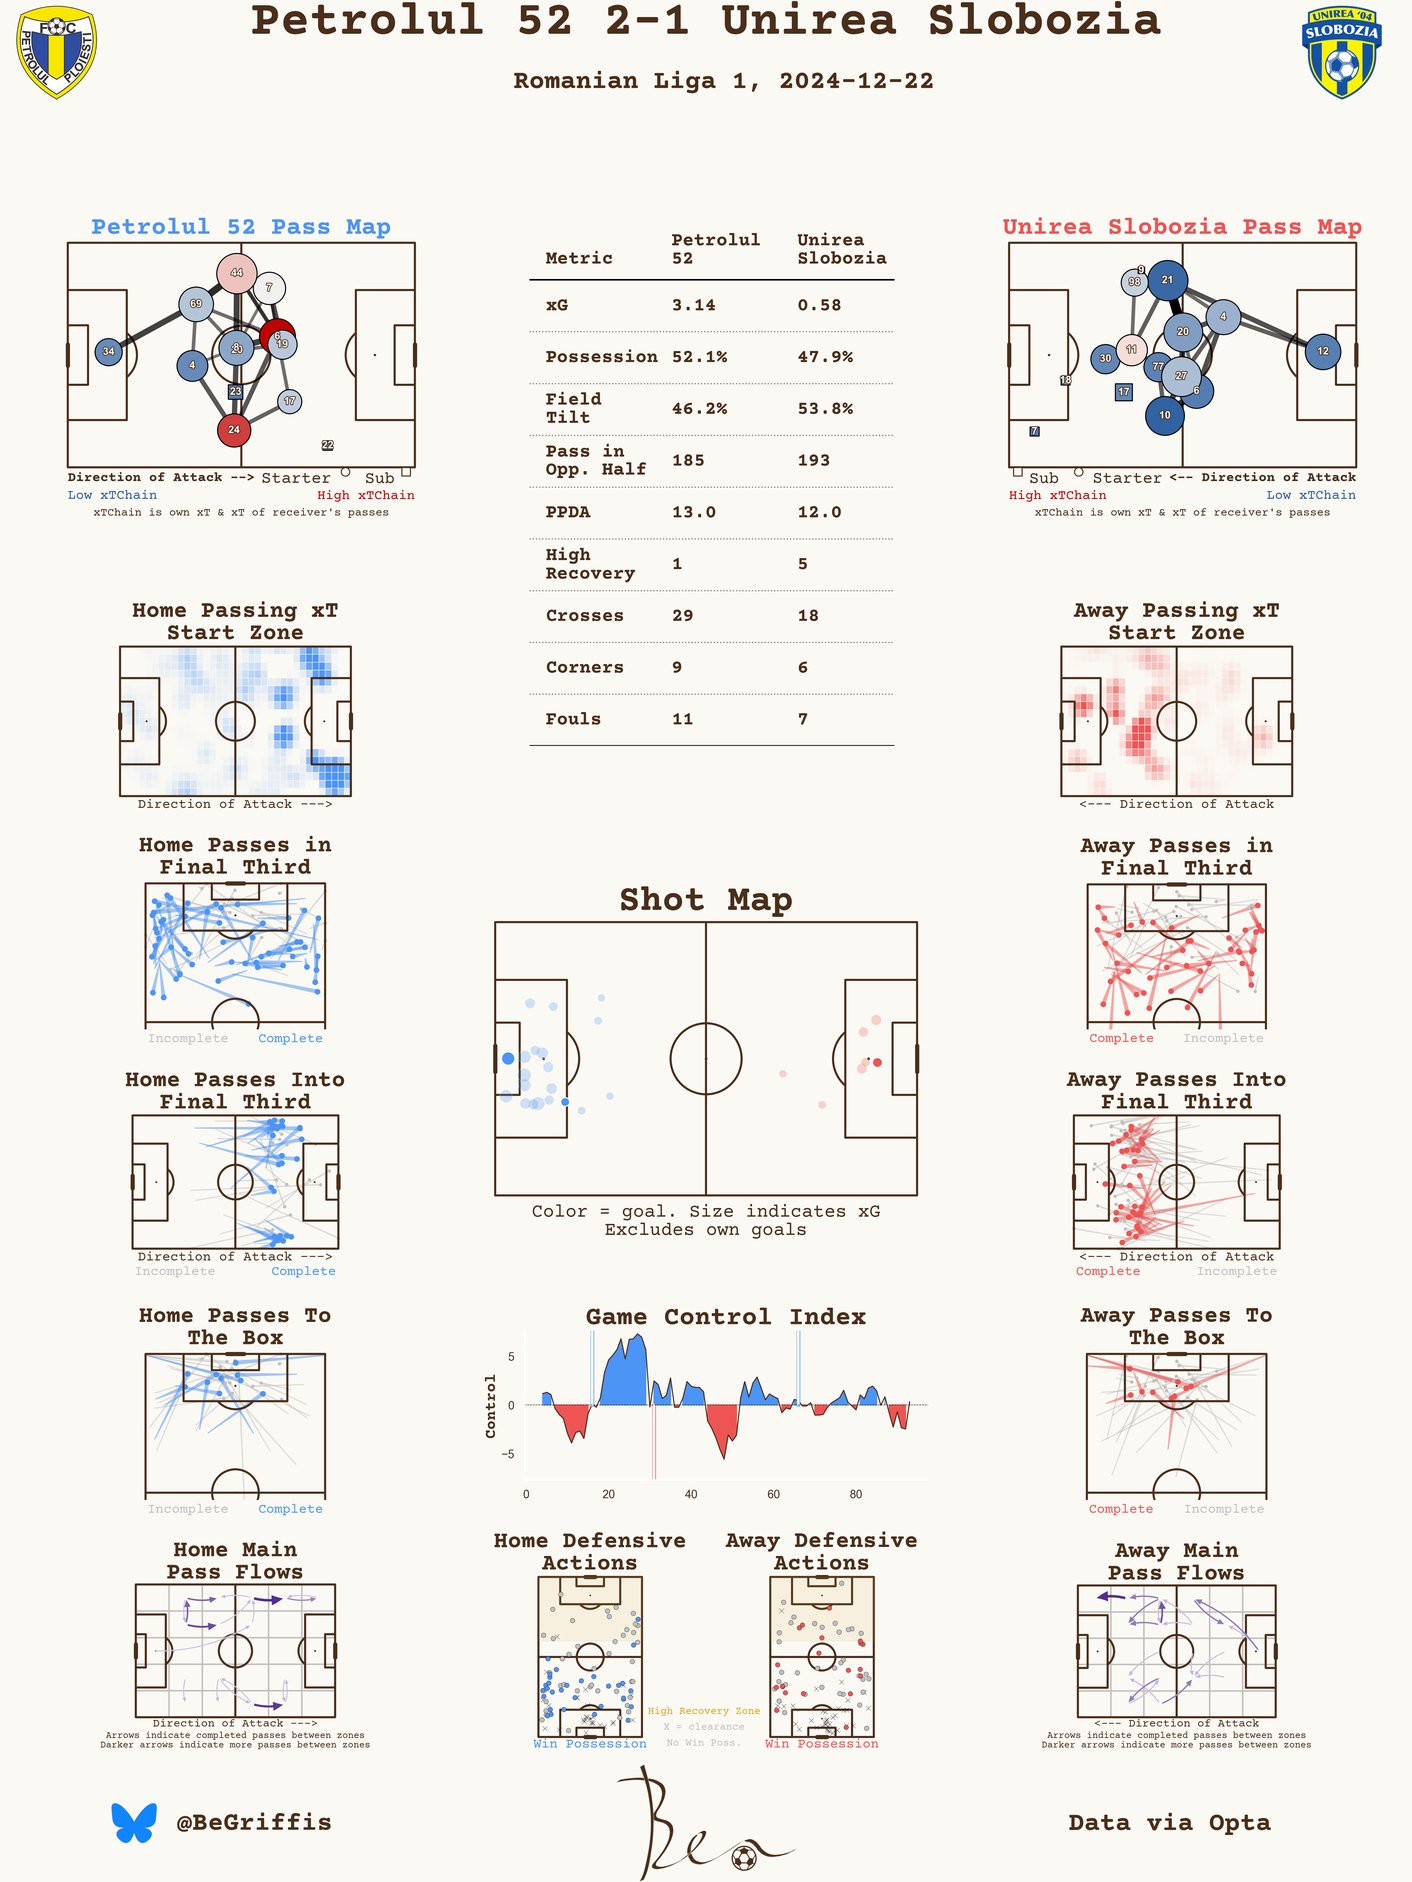 Petrolul 52 2-1 Unirea Slobozia
Romanian Liga 1, 2024-12-22
FC
PETROLUL PLOIESTI
UNIREA '04
SLOBOZIA
Petrolul 52 Pass Map
44
7
69
6
19
34
4
23
17
24
22
Direction of Attack --> Starter Sub
Low xTChain High xTChain
xTChain is own xT & xT of receiver's passes
Metric Petrolul 52 Unirea Slobozia
xG 3.14 0.58
Possession 52.1% 47.9%
Field Tilt 46.2% 53.8%
Pass in Opp. Half 185 193
PPDA 13.0 12.0
High Recovery 1 5
Crosses 29 18
Corners 9 6
Fouls 11 7
Unirea Slobozia Pass Map
9
98
21
4
20
11
30
12
77
27
18
17
6
10
7
Sub Starter <-- Direction of Attack
High xTChain Low xTChain
xTChain is own xT & xT of receiver's passes
Home Passing xT
Start Zone
Direction of Attack --->
Away Passing xT
Start Zone
<--- Direction of Attack
Home Passes in
Final Third
Incomplete Complete
Away Passes in
Final Third
Complete Incomplete
Shot Map
Color = goal. Size indicates xG
Excludes own goals
Home Passes Into
Final Third
Direction of Attack --->
Incomplete Complete
Away Passes Into
Final Third
<--- Direction of Attack
Complete Incomplete
Home Passes To
The Box
Incomplete Complete
Game Control Index
Control
5
0
−5
0 20 40 60 80
Away Passes To
The Box
Complete Incomplete
Home Main
Pass Flows
Direction of Attack --->
Arrows indicate completed passes between zones
Darker arrows indicate more passes between zones
Home Defensive
Actions
Win Possession
Away Defensive
Actions
Win Possession
High Recovery Zone
X = clearance
No Win Poss.
Away Main
Pass Flows
<--- Direction of Attack
Arrows indicate completed passes between zones
Darker arrows indicate more passes between zones
@BeGriffis
Ben
Data via Opta